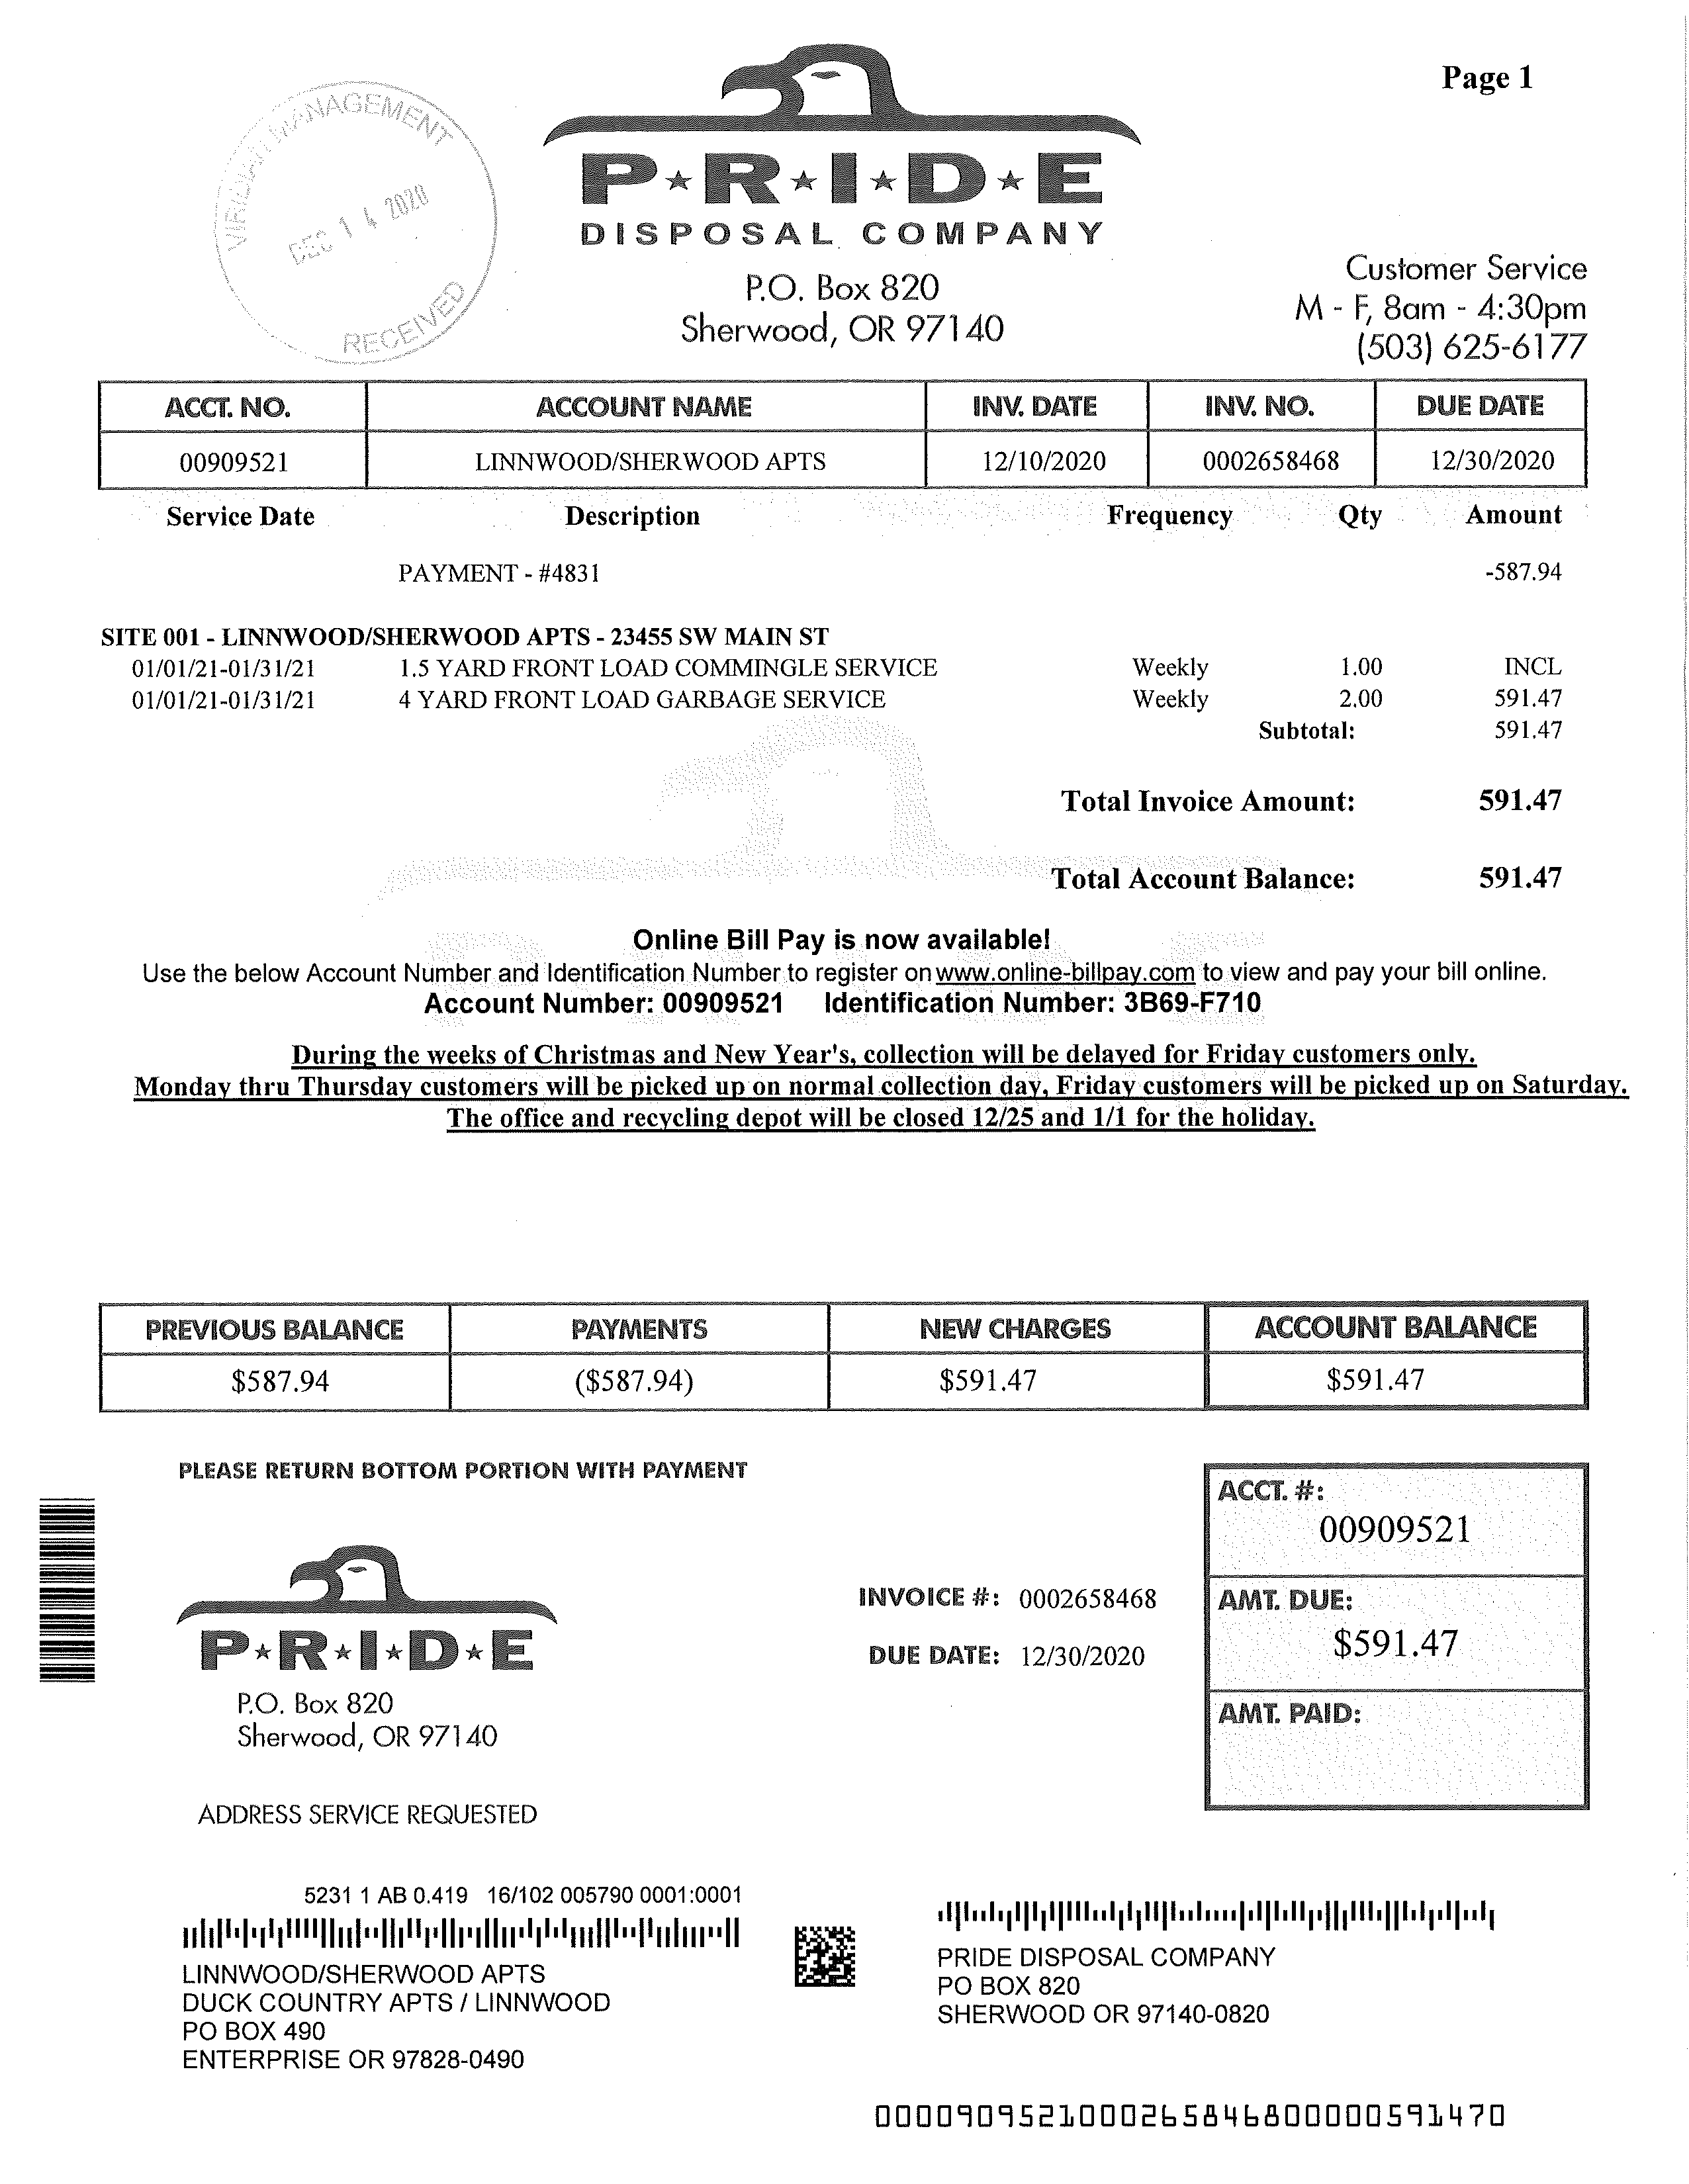 Page 1
VIRIDIAN MANAGEMENT
DEC 14 2020
RECEIVED
P★R★I★D★E
DISPOSAL COMPANY
P.O. Box 820
Sherwood, OR 97140
Customer Service
M - F, 8am - 4:30pm
(503) 625-6177
ACCT. NO. ACCOUNT NAME INV. DATE INV. NO. DUE DATE
00909521 LINNWOOD/SHERWOOD APTS 12/10/2020 0002658468 12/30/2020
Service Date Description Frequency Qty Amount
PAYMENT - #4831 -587.94
SITE 001 - LINNWOOD/SHERWOOD APTS - 23455 SW MAIN ST
01/01/21-01/31/21 1.5 YARD FRONT LOAD COMMINGLE SERVICE Weekly 1.00 INCL
01/01/21-01/31/21 4 YARD FRONT LOAD GARBAGE SERVICE Weekly 2.00 591.47
Subtotal: 591.47
Total Invoice Amount: 591.47
Total Account Balance: 591.47
Online Bill Pay is now available!
Use the below Account Number and Identification Number to register on www.online-billpay.com to view and pay your bill online.
Account Number: 00909521 Identification Number: 3B69-F710
During the weeks of Christmas and New Year's, collection will be delayed for Friday customers only.
Monday thru Thursday customers will be picked up on normal collection day, Friday customers will be picked up on Saturday.
The office and recycling depot will be closed 12/25 and 1/1 for the holiday.
PREVIOUS BALANCE PAYMENTS NEW CHARGES ACCOUNT BALANCE
$587.94 ($587.94) $591.47 $591.47
PLEASE RETURN BOTTOM PORTION WITH PAYMENT
P★R★I★D★E
P.O. Box 820
Sherwood, OR 97140
ADDRESS SERVICE REQUESTED
INVOICE #: 0002658468
DUE DATE: 12/30/2020
ACCT. #:
00909521
AMT. DUE:
$591.47
AMT. PAID:
5231 1 AB 0.419 16/102 005790 0001:0001
LINNWOOD/SHERWOOD APTS
DUCK COUNTRY APTS / LINNWOOD
PO BOX 490
ENTERPRISE OR 97828-0490
PRIDE DISPOSAL COMPANY
PO BOX 820
SHERWOOD OR 97140-0820
0000909521000265846800000591470